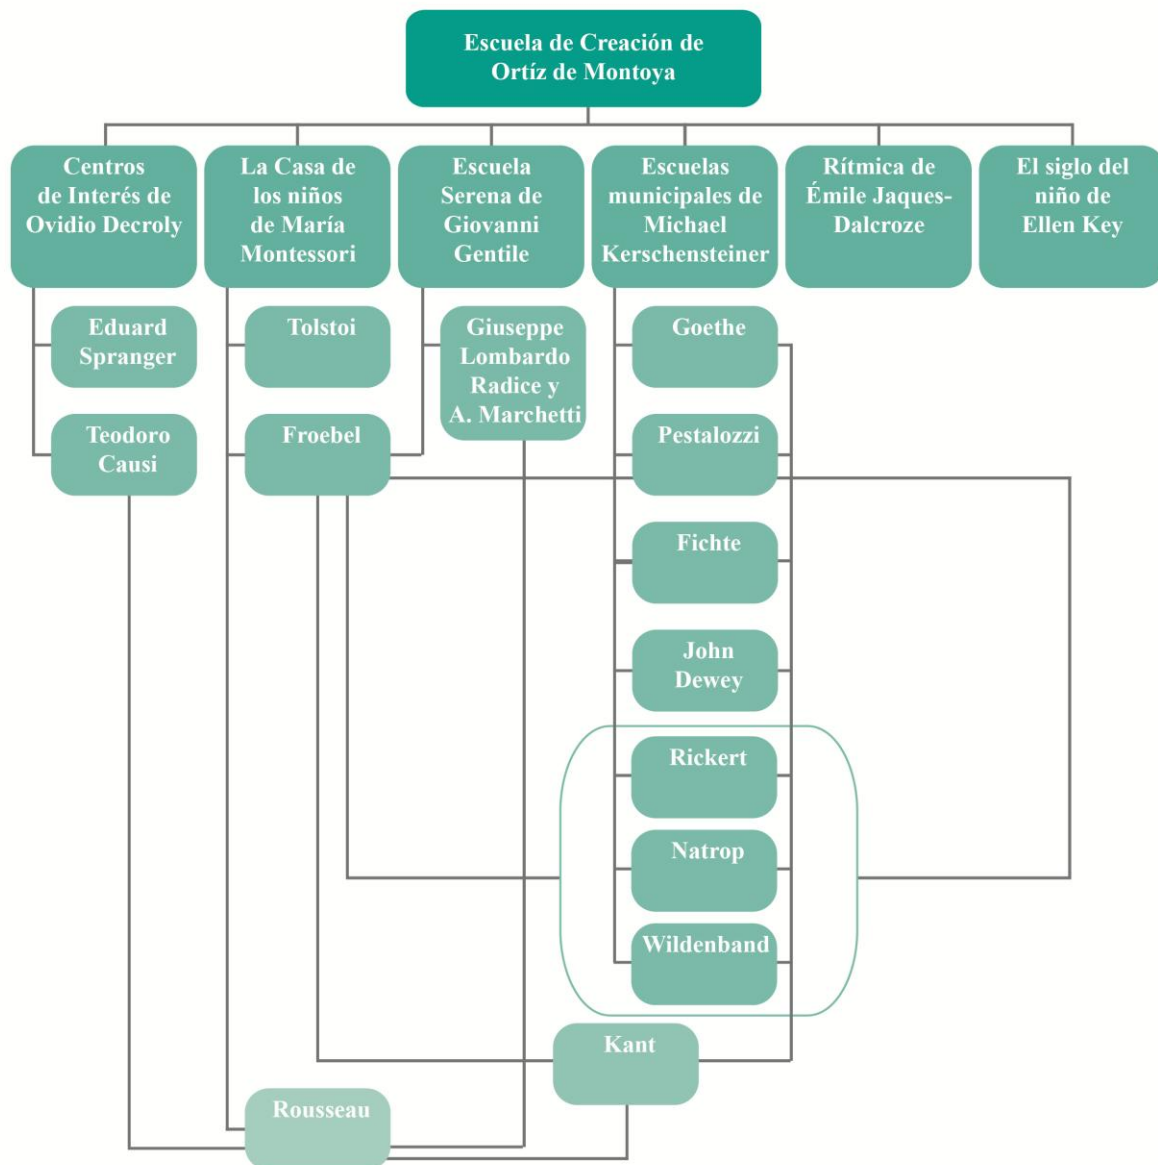 Escuela de Creación de
Ortíz de Montoya
Centros
de Interés de
Ovidio Decroly
La Casa de
los niños
de María
Montessori
Escuela
Serena de
Giovanni
Gentile
Escuelas
municipales de
Michael
Kerschensteiner
Rítmica de
Émile Jaques-
Dalcroze
El siglo del
niño de
Ellen Key
Eduard
Spranger
Teodoro
Causi
Tolstoi
Froebel
Giuseppe
Lombardo
Radice y
A. Marchetti
Goethe
Pestalozzi
Fichte
John
Dewey
Rickert
Natrop
Wildenband
Kant
Rousseau